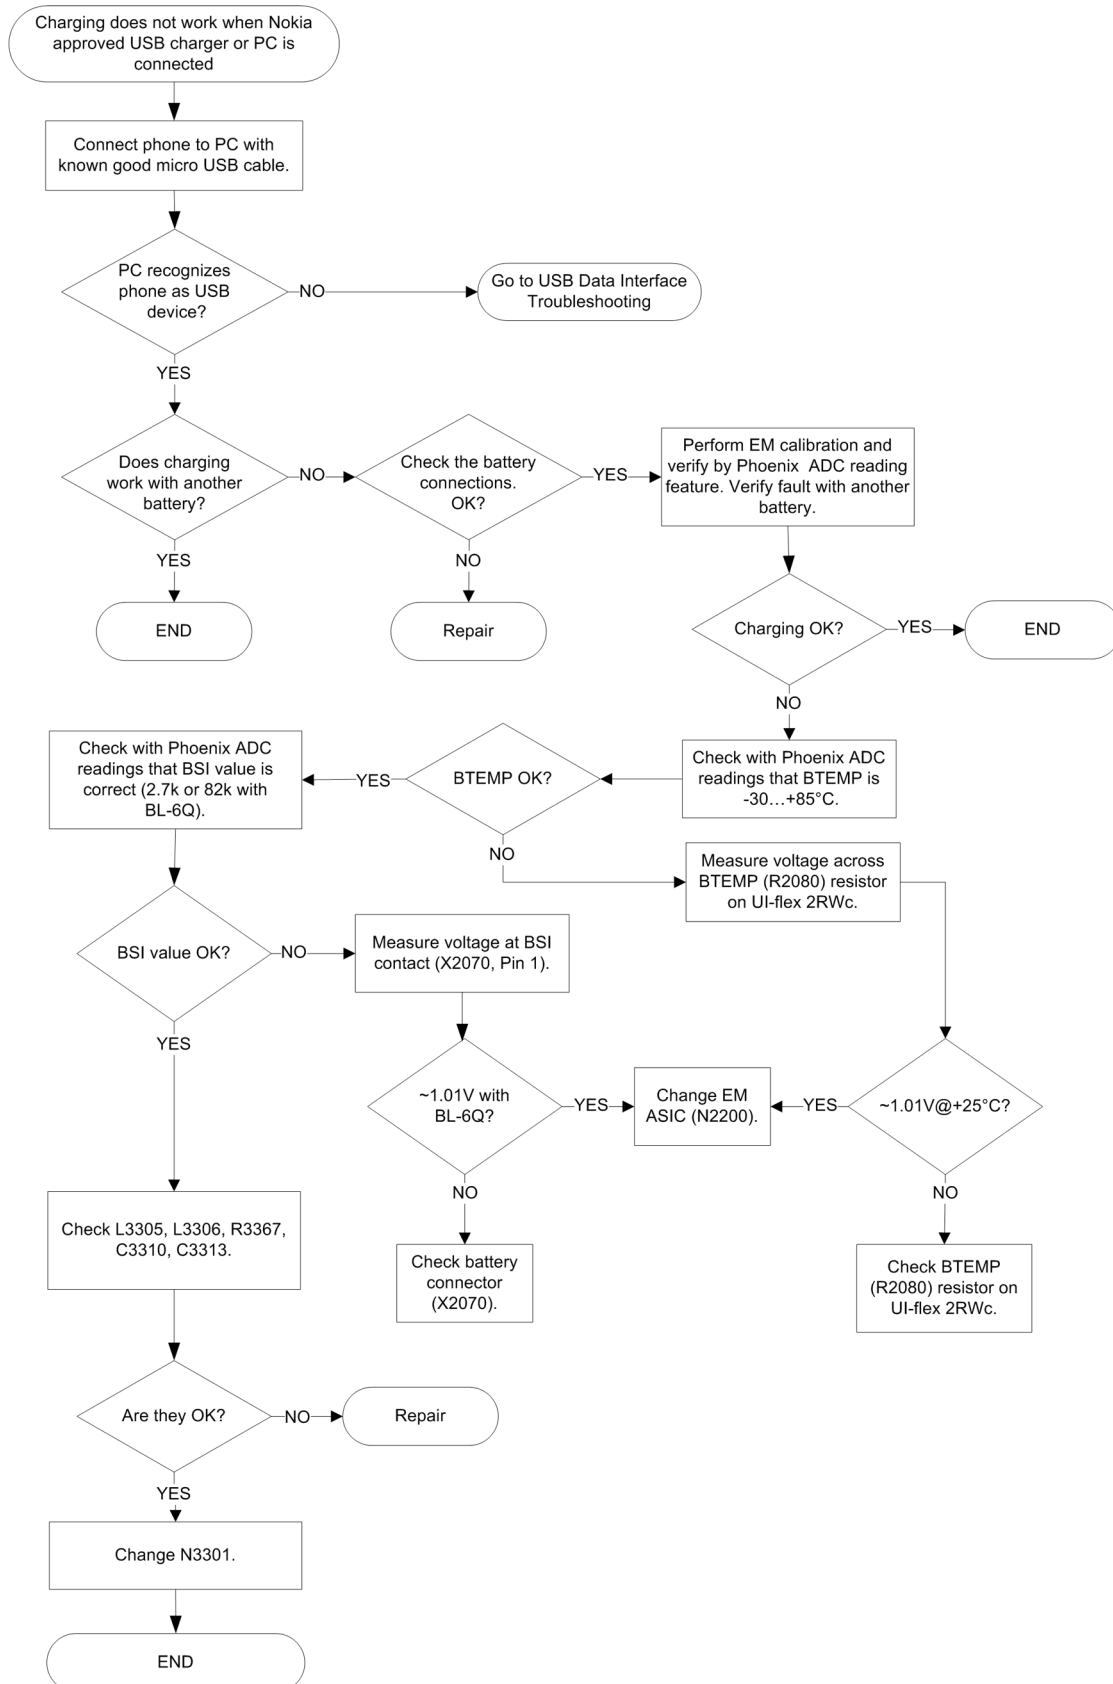 Charging does not work when Nokia
approved USB charger or PC is
connected
Connect phone to PC with
known good micro USB cable.
PC recognizes
phone as USB
device?
NO
Go to USB Data Interface
Troubleshooting
YES
Does charging
work with another
battery?
NO
Check the battery
connections.
OK?
YES
Perform EM calibration and
verify by Phoenix  ADC reading
feature. Verify fault with another
battery.
YES
NO
END
Repair
Charging OK?
YES
END
NO
Check with Phoenix ADC
readings that BSI value is
correct (2.7k or 82k with
BL-6Q).
YES
BTEMP OK?
Check with Phoenix ADC
readings that BTEMP is
-30…+85°C.
NO
Measure voltage across
BTEMP (R2080) resistor
on UI-flex 2RWc.
BSI value OK?
NO
Measure voltage at BSI
contact (X2070, Pin 1).
YES
~1.01V with
BL-6Q?
YES
Change EM
ASIC (N2200).
YES
~1.01V@+25°C?
NO
NO
Check L3305, L3306, R3367,
C3310, C3313.
Check battery
connector
(X2070).
Check BTEMP
(R2080) resistor on
UI-flex 2RWc.
Are they OK?
NO
Repair
YES
Change N3301.
END